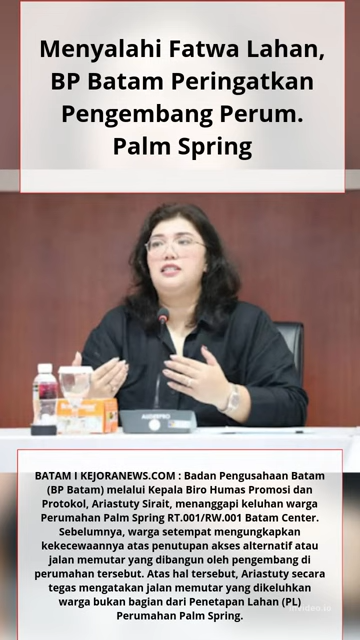 Menyalahi Fatwa Lahan,
BP Batam Peringatkan
Pengembang Perum.
Palm Spring
AUDIOPRO
BATAM I KEJORANEWS.COM : Badan Pengusahaan Batam
(BP Batam) melalui Kepala Biro Humas Promosi dan
Protokol, Ariastuty Sirait, menanggapi keluhan warga
Perumahan Palm Spring RT.001/RW.001 Batam Center.
Sebelumnya, warga setempat mengungkapkan
kekecewaannya atas penutupan akses alternatif atau
jalan memutar yang dibangun oleh pengembang di
perumahan tersebut. Atas hal tersebut, Ariastuty secara
tegas mengatakan jalan memutar yang dikeluhkan
warga bukan bagian dari Penetapan Lahan (PL)
Perumahan Palm Spring.